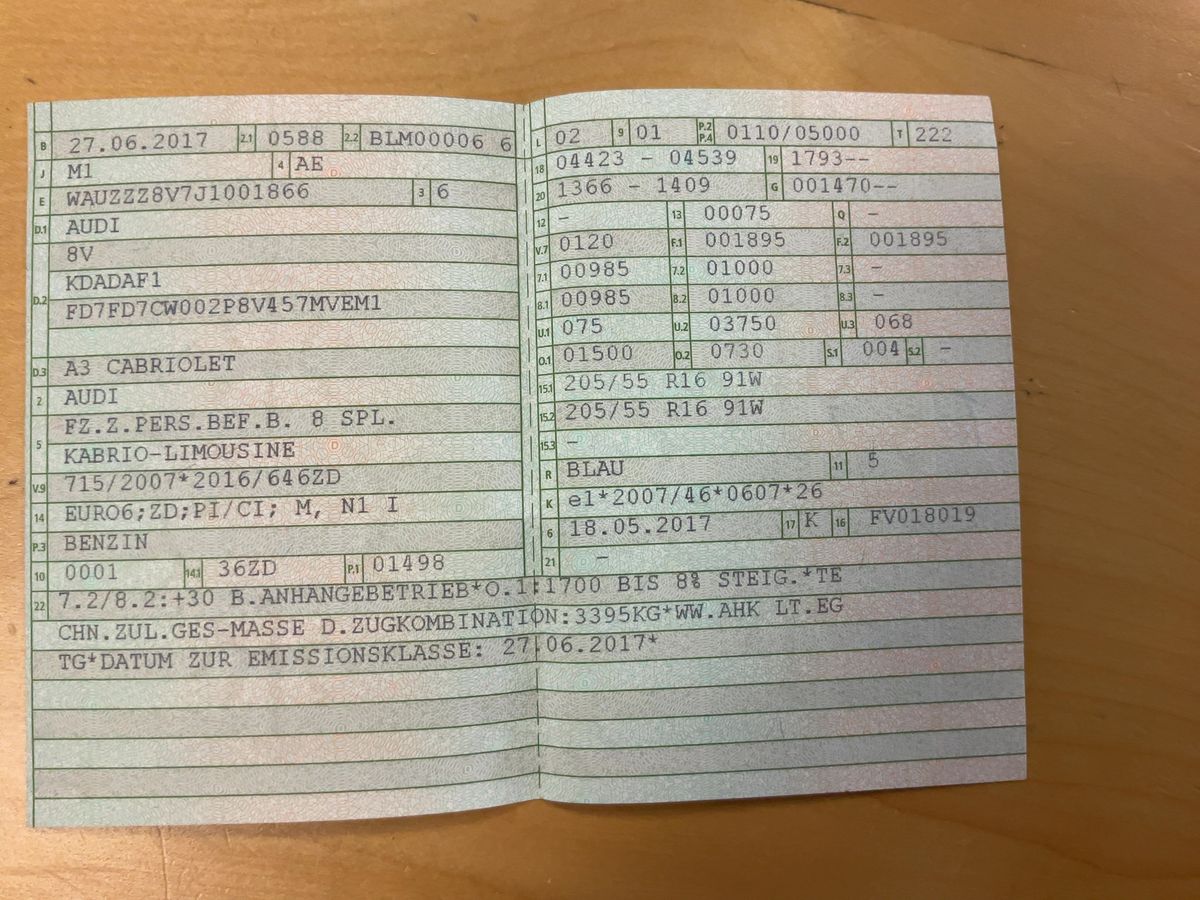 B 27.06.2017 2.1 0588 2.2 BLM00006 6
J M1 4 AE
E WAUZZZ8V7J1001866 3 6
D.1 AUDI
8V
D.2 KDADAF1
FD7FD7CW002P8V457MVEM1
D.3 A3 CABRIOLET
2 AUDI
FZ.Z.PERS.BEF.B. 8 SPL.
5 KABRIO-LIMOUSINE
V.9 715/2007*2016/646ZD
14 EURO6;ZD;PI/CI; M, N1 I
P.3 BENZIN
10 0001 14.1 36ZD P.1 01498
L 02 9 01 P.2 P.4 0110/05000 T 222
18 04423 - 04539 19 1793--
20 1366 - 1409 G 001470--
12 - 13 00075 Q -
V.7 0120 F.1 001895 F.2 001895
7.1 00985 7.2 01000 7.3 -
8.1 00985 8.2 01000 8.3 -
U.1 075 U.2 03750 U.3 068
O.1 01500 O.2 0730 S.1 004 S.2 -
15.1 205/55 R16 91W
15.2 205/55 R16 91W
15.3 -
R BLAU 11 5
K e1*2007/46*0607*26
6 18.05.2017 17 K 16 FV018019
21 -
22 7.2/8.2:+30 B.ANHANGEBETRIEB*O.1:1700 BIS 8% STEIG.*TE
CHN.ZUL.GES-MASSE D.ZUGKOMBINATION:3395KG*WW.AHK LT.EG
TG*DATUM ZUR EMISSIONSKLASSE: 27.06.2017*